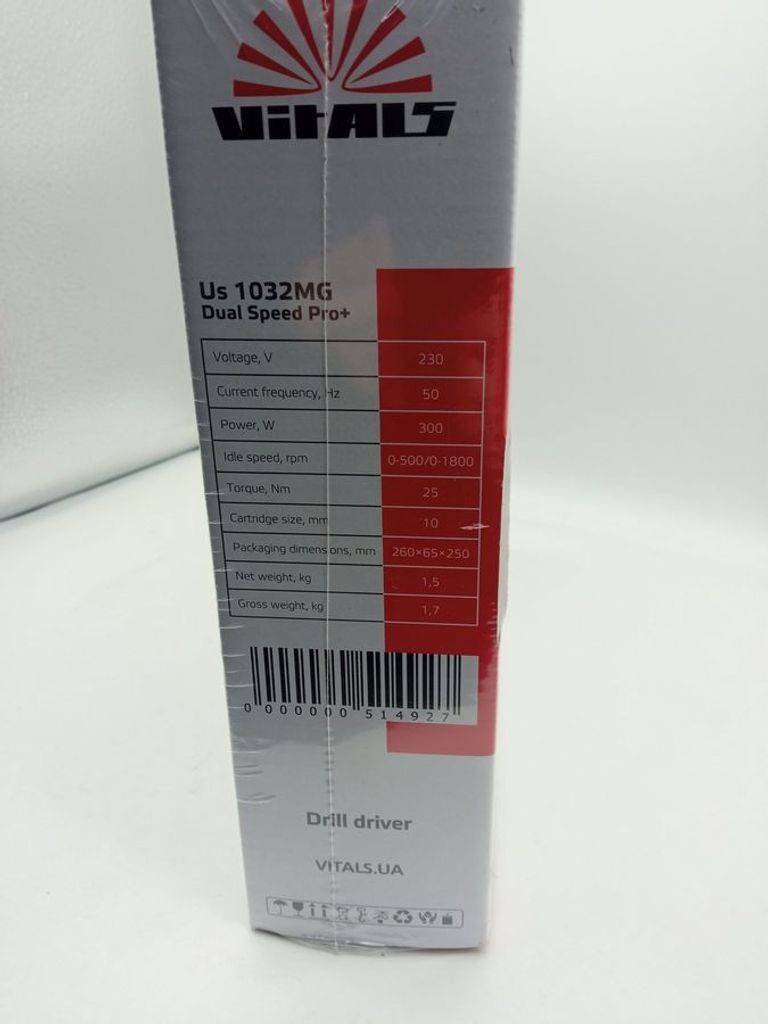 VitALS
Us 1032MG
Dual Speed Pro+
Voltage, V 230
Current frequency, Hz 50
Power, W 300
Idle speed, rpm 0-500/0-1800
Torque, Nm 25
Cartridge size, mm 10
Packaging dimensions, mm 260×65×250
Net weight, kg 1,5
Gross weight, kg 1,7
0 000000 514927
Drill driver
VITALS.UA